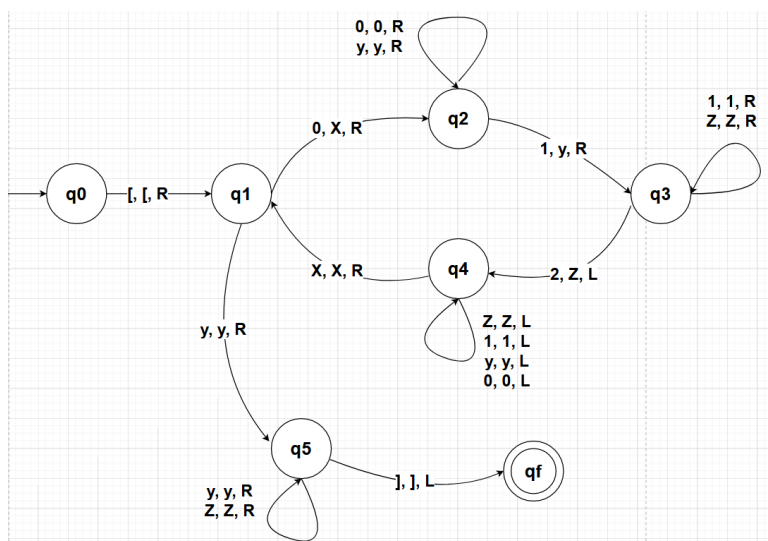 0, 0, R
y, y, R
q2
1, 1, R
Z, Z, R
0, X, R
1, y, R
q0
[, [, R
q1
q3
X, X, R
q4
2, Z, L
Z, Z, L
1, 1, L
y, y, L
0, 0, L
y, y, R
q5
], ], L
qf
y, y, R
Z, Z, R